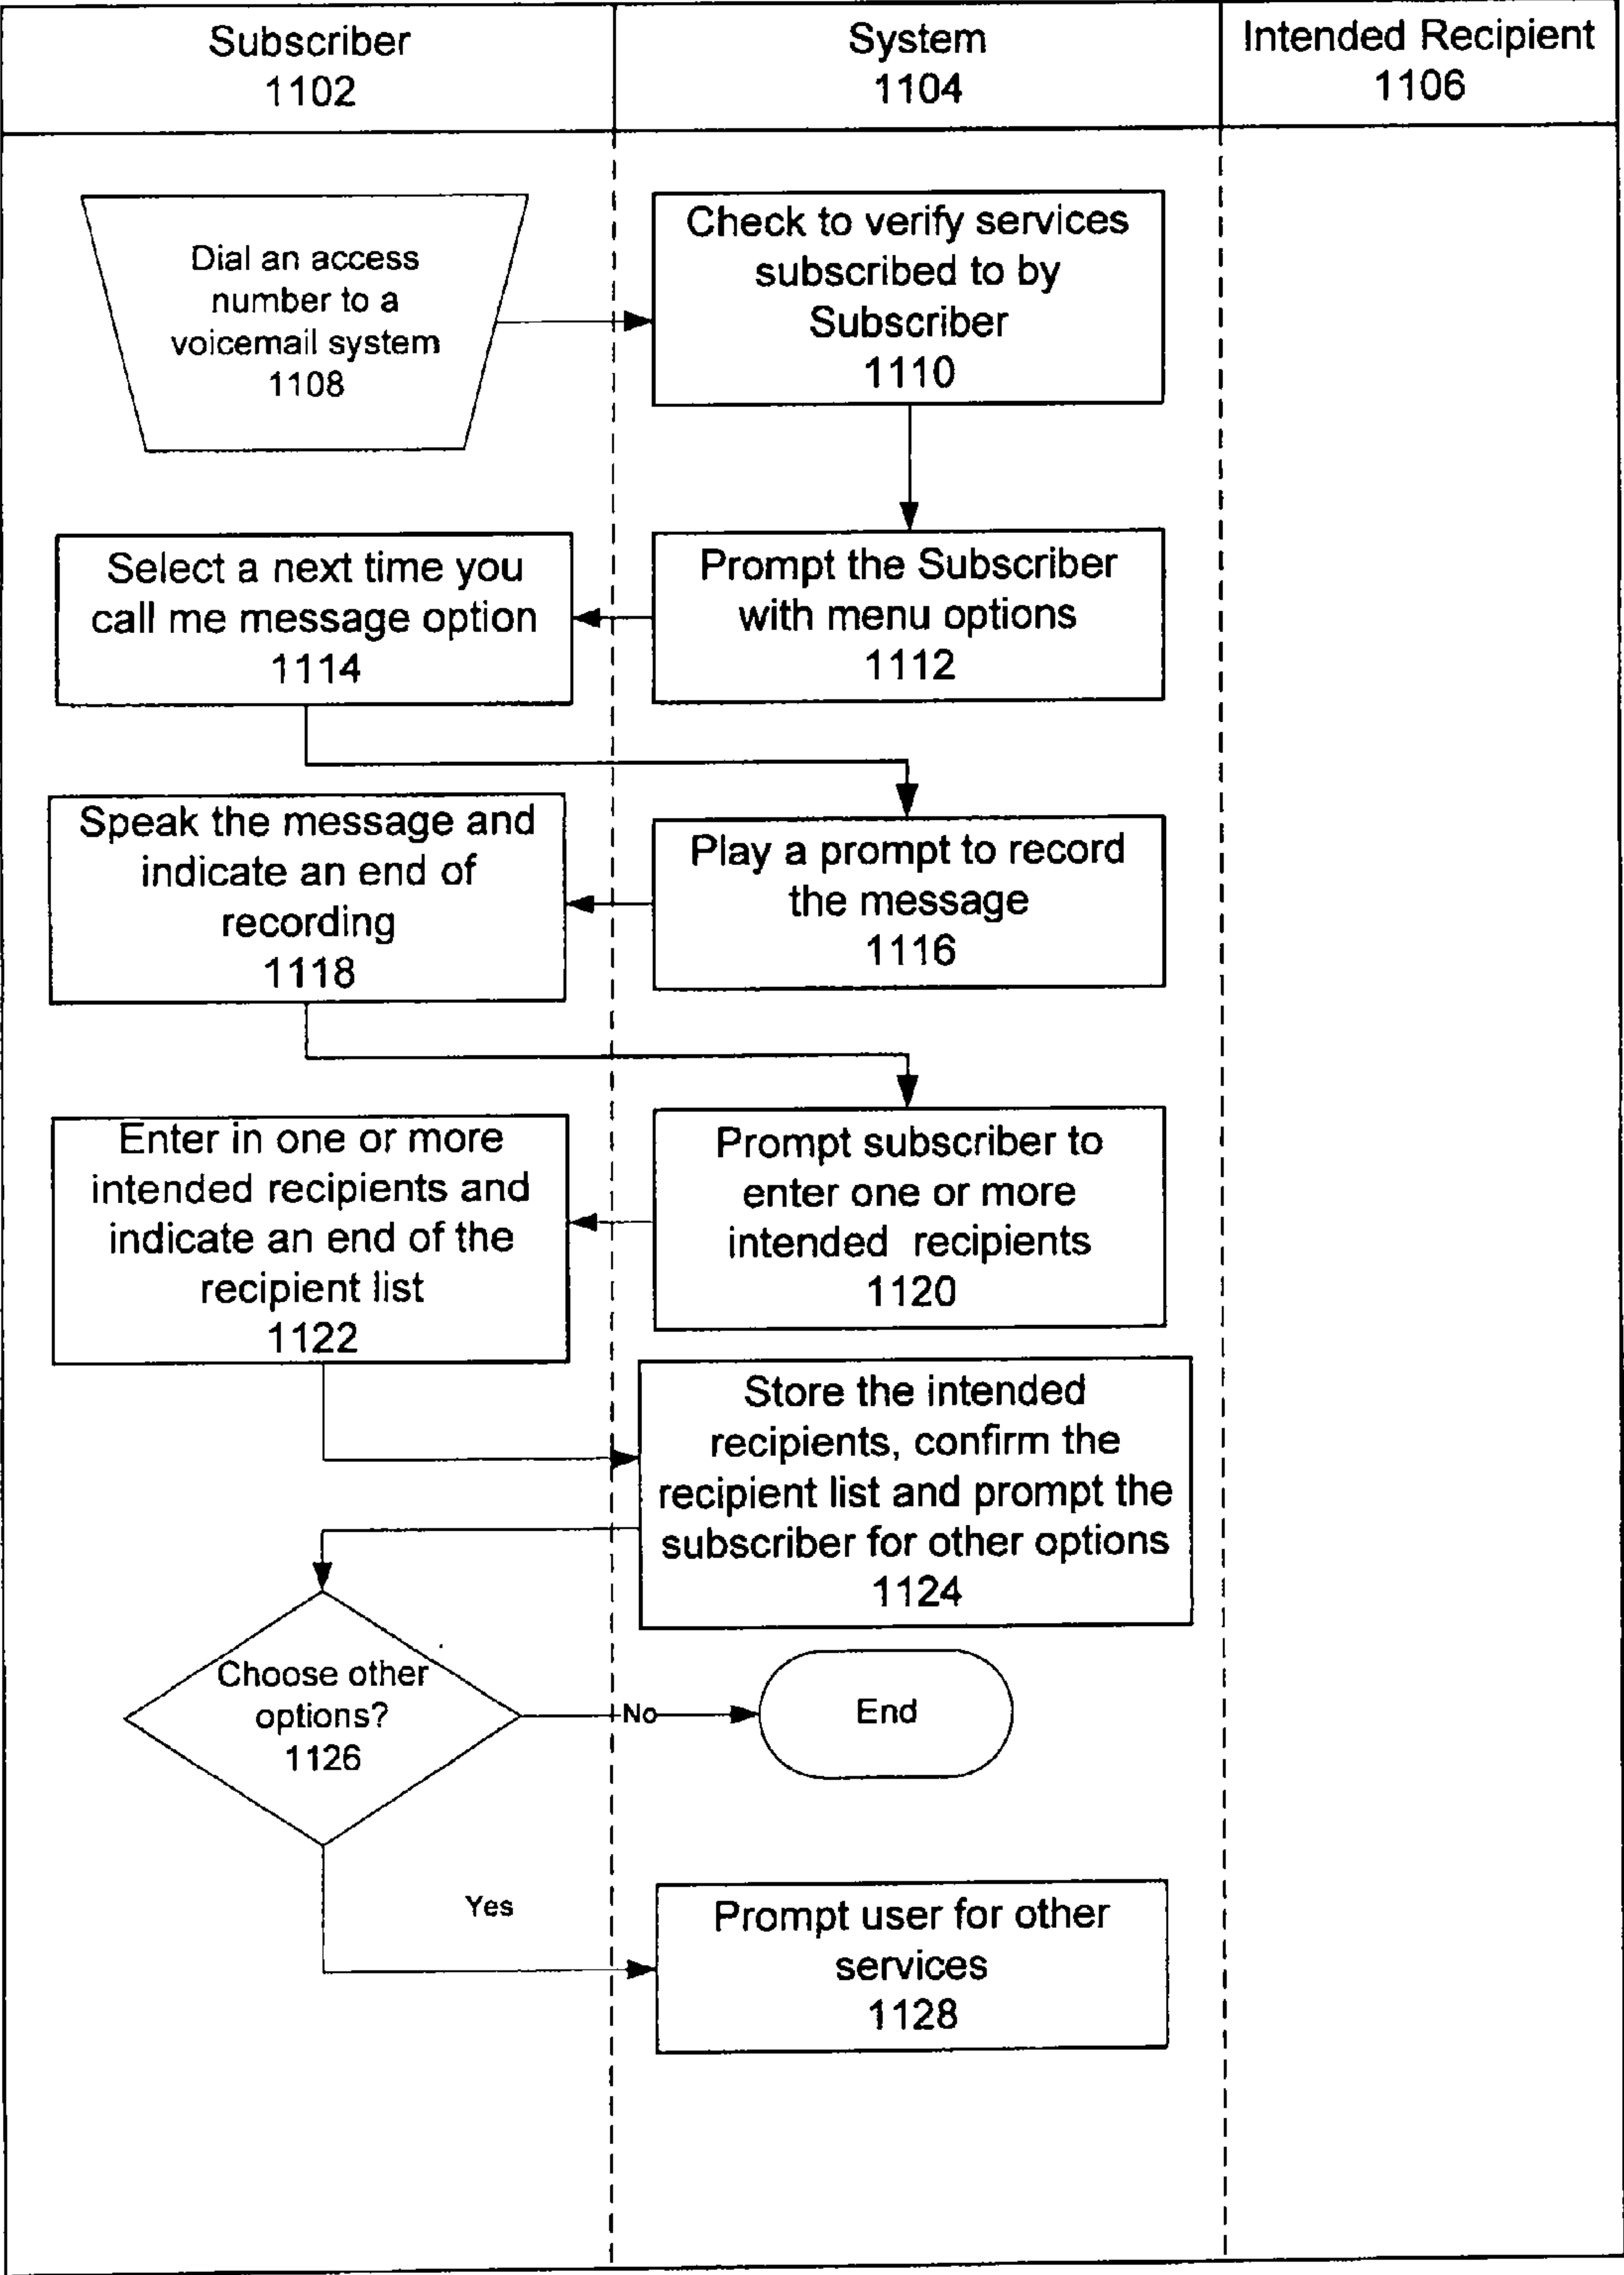 Subscriber
1102
System
1104
Intended Recipient
1106
Dial an access
number to a
voicemail system
1108
Check to verify services
subscribed to by
Subscriber
1110
Prompt the Subscriber
with menu options
1112
Select a next time you
call me message option
1114
Play a prompt to record
the message
1116
Speak the message and
indicate an end of
recording
1118
Prompt subscriber to
enter one or more
intended recipients
1120
Enter in one or more
intended recipients and
indicate an end of the
recipient list
1122
Store the intended
recipients, confirm the
recipient list and prompt the
subscriber for other options
1124
Choose other
options?
1126
No
End
Yes
Prompt user for other
services
1128